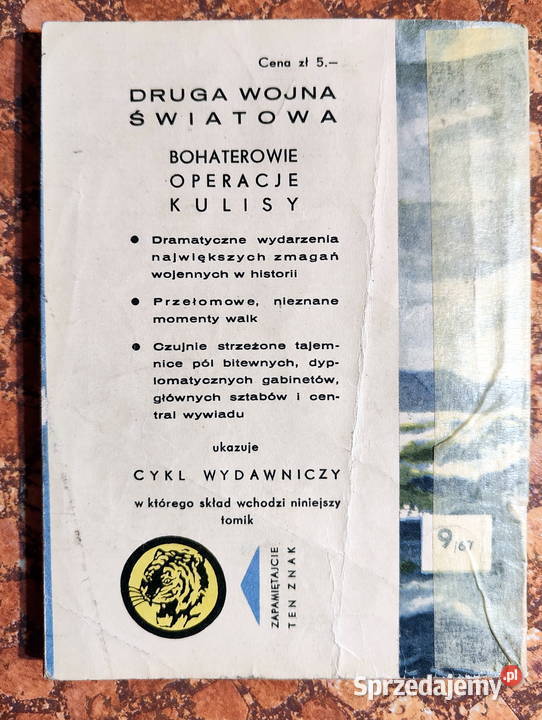 Cena zł 5.—
DRUGA WOJNA
ŚWIATOWA
BOHATEROWIE
OPERACJE
KULISY
● Dramatyczne wydarzenia
największych zmagań
wojennych w historii
● Przełomowe, nieznane
momenty walk
● Czujnie strzeżone tajem-
nice pól bitewnych, dyp-
lomatycznych gabinetów,
głównych sztabów i cen-
tral wywiadu
ukazuje
CYKL WYDAWNICZY
w którego skład wchodzi niniejszy
tomik
ZAPAMIĘTAJCIE
TEN ZNAK
9/67
Sprzedajemy.pl